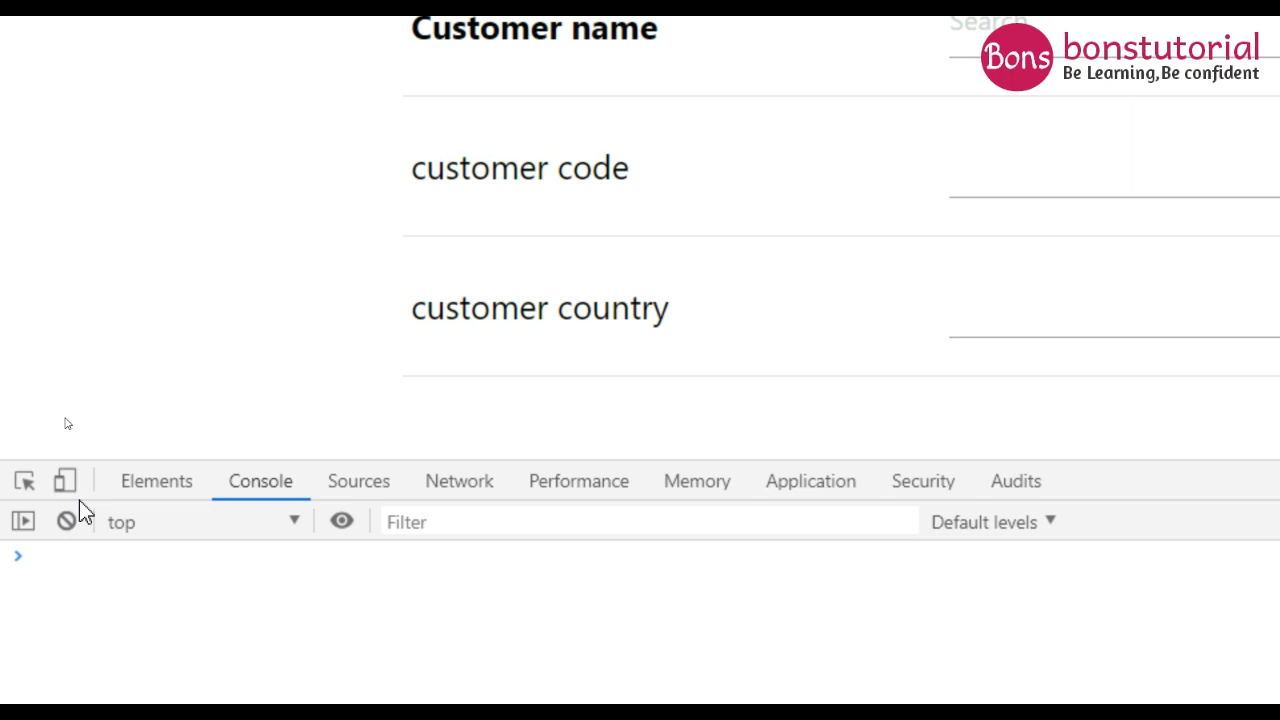 Customer name
Search
Bons
bonstutorial
Be Learning,Be confident
customer code
customer country
Elements Console Sources Network Performance Memory Application Security Audits
top Filter Default levels